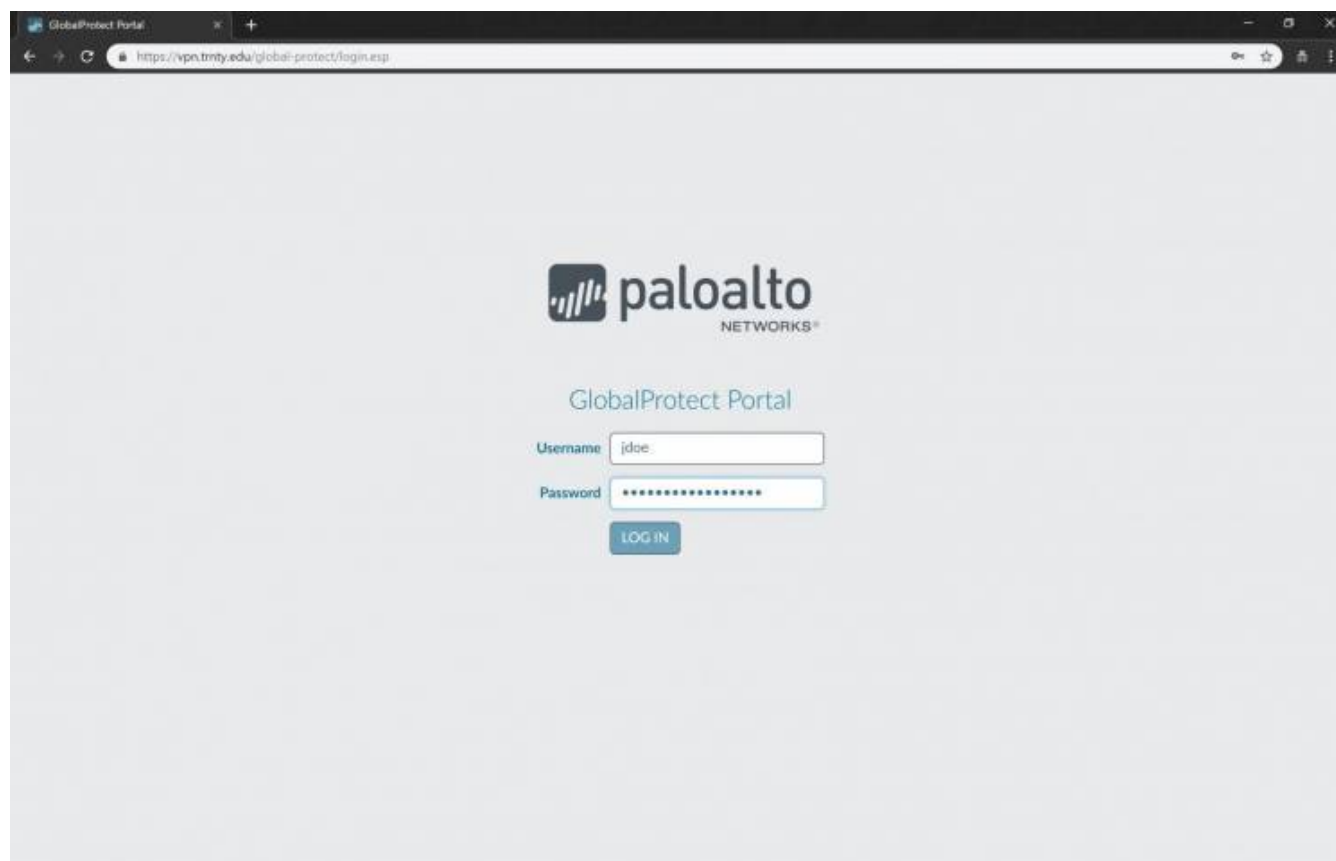 GlobalProtect Portal
https://vpn.trnty.edu/global-protect/login.esp
paloalto
NETWORKS®
GlobalProtect Portal
Username jdoe
Password •••••••••••••••••
LOG IN